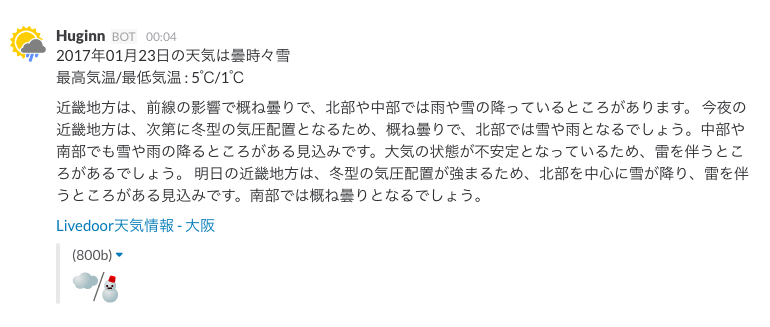 Huginn BOT 00:04
2017年01月23日の天気は曇時々雪
最高気温/最低気温 : 5℃/1℃
近畿地方は、前線の影響で概ね曇りで、北部や中部では雨や雪の降っているところがあります。 今夜の
近畿地方は、次第に冬型の気圧配置となるため、概ね曇りで、北部では雪や雨となるでしょう。中部や
南部でも雪や雨の降るところがある見込みです。大気の状態が不安定となっているため、雷を伴うとこ
ろがあるでしょう。 明日の近畿地方は、冬型の気圧配置が強まるため、北部を中心に雪が降り、雷を伴
うところがある見込みです。南部では概ね曇りとなるでしょう。
Livedoor天気情報 - 大阪
(800b)